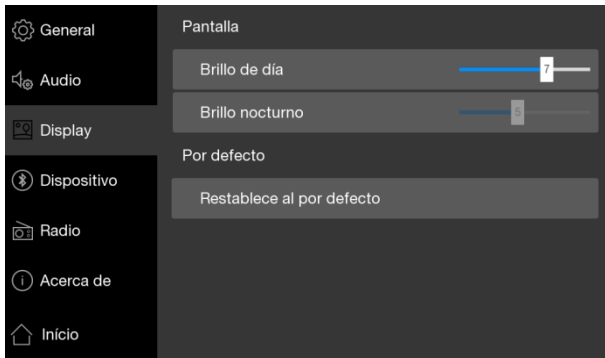 General
Audio
Display
Dispositivo
Radio
Acerca de
Início
Pantalla
Brillo de día
7
Brillo nocturno
5
Por defecto
Restablece al por defecto